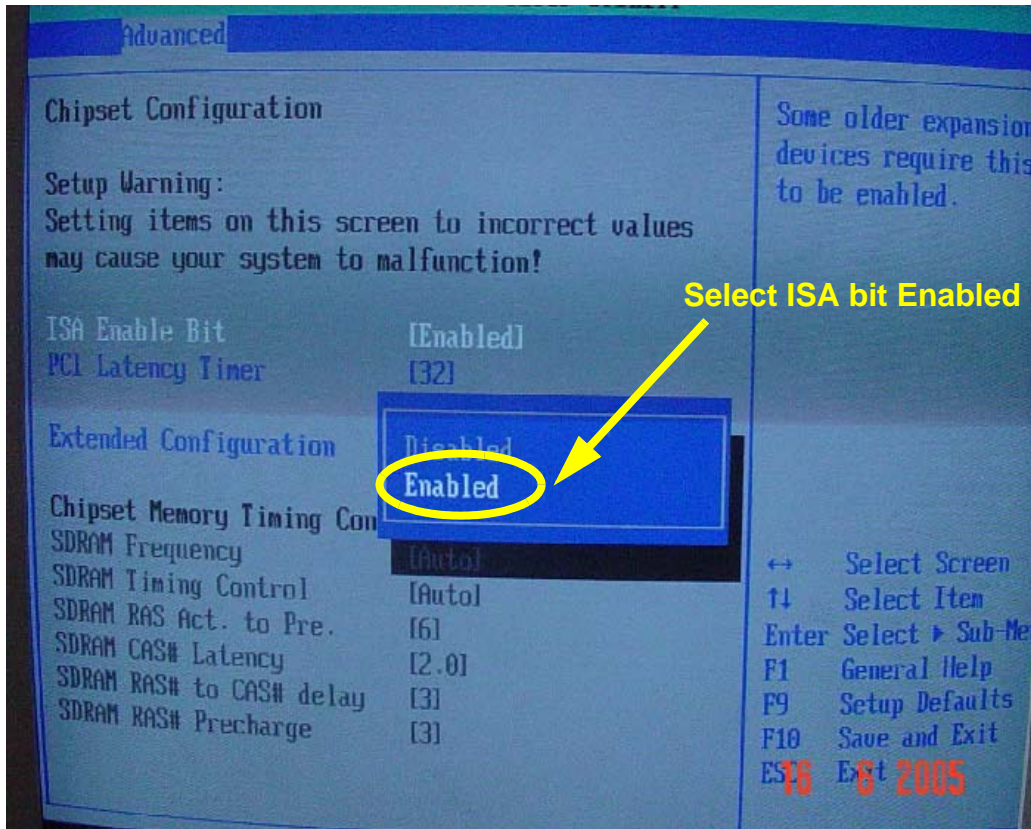 Advanced
Chipset Configuration
Setup Warning:
Setting items on this screen to incorrect values
may cause your system to malfunction!
ISA Enable Bit [Enabled]
PCI Latency Timer [32]
Extended Configuration
Disabled
Enabled
Chipset Memory Timing Con
SDRAM Frequency [Auto]
SDRAM Timing Control [Auto]
SDRAM RAS Act. to Pre. [6]
SDRAM CAS# Latency [2.0]
SDRAM RAS# to CAS# delay [3]
SDRAM RAS# Precharge [3]
Some older expansion
devices require this
to be enabled.
Select ISA bit Enabled
↔ Select Screen
↑↓ Select Item
Enter Select ▶ Sub-Me
F1 General Help
F9 Setup Defaults
F10 Save and Exit
ESC Exit
16 6 2005